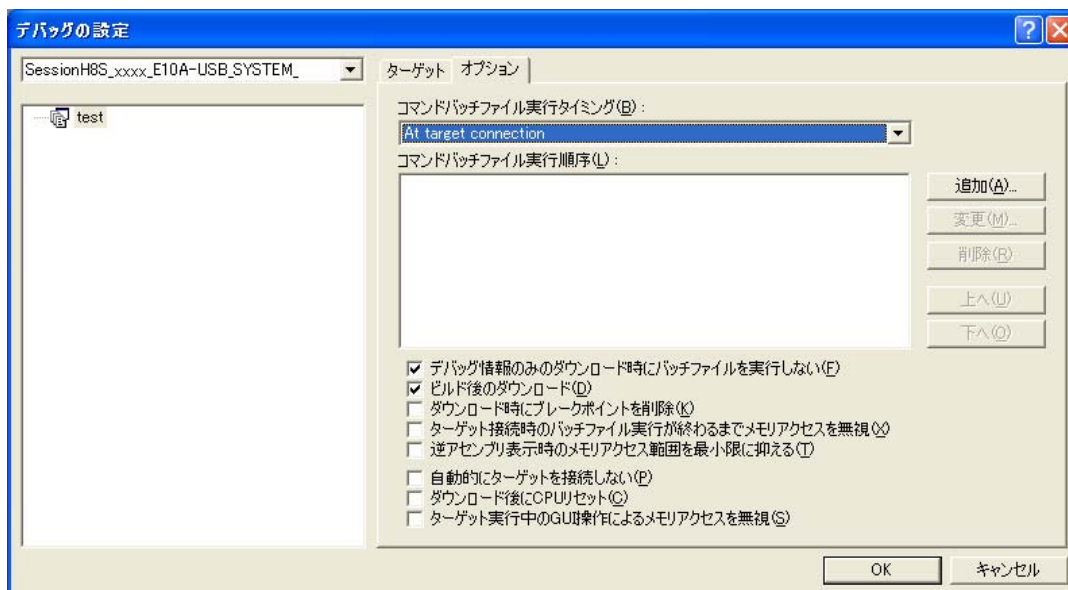 デバッグの設定
SessionH8S_xxxx_E10A-USB_SYSTEM_
test
ターゲット オプション
コマンドバッチファイル実行タイミング(B) :
At target connection
コマンドバッチファイル実行順序(L) :
追加(A)...
変更(M)...
削除(R)
上へ(U)
下へ(O)
デバッグ情報のみのダウンロード時にバッチファイルを実行しない(F)
ビルド後のダウンロード(D)
ダウンロード時にブレークポイントを削除(K)
ターゲット接続時のバッチファイル実行が終わるまでメモリアクセスを無視(X)
逆アセンブリ表示時のメモリアクセス範囲を最小限に抑える(T)
自動的にターゲットを接続しない(P)
ダウンロード後にCPUリセット(C)
ターゲット実行中のGUI操作によるメモリアクセスを無視(S)
OK キャンセル